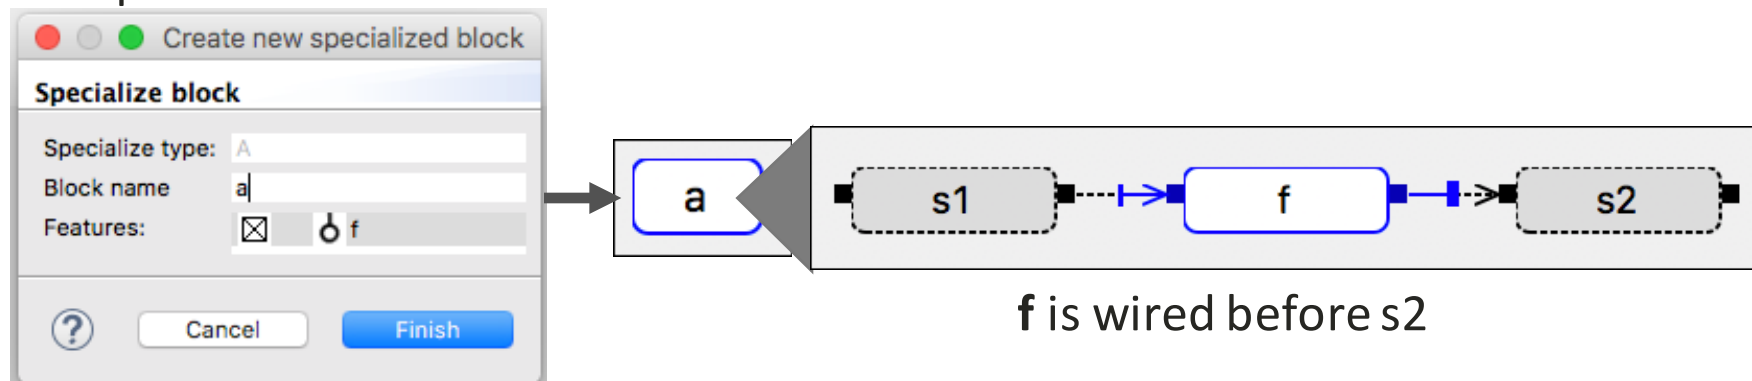 Create new specialized block
Specialize block
Specialize type: A
Block name a
Features: f
? Cancel Finish
a
s1 f s2
f is wired before s2